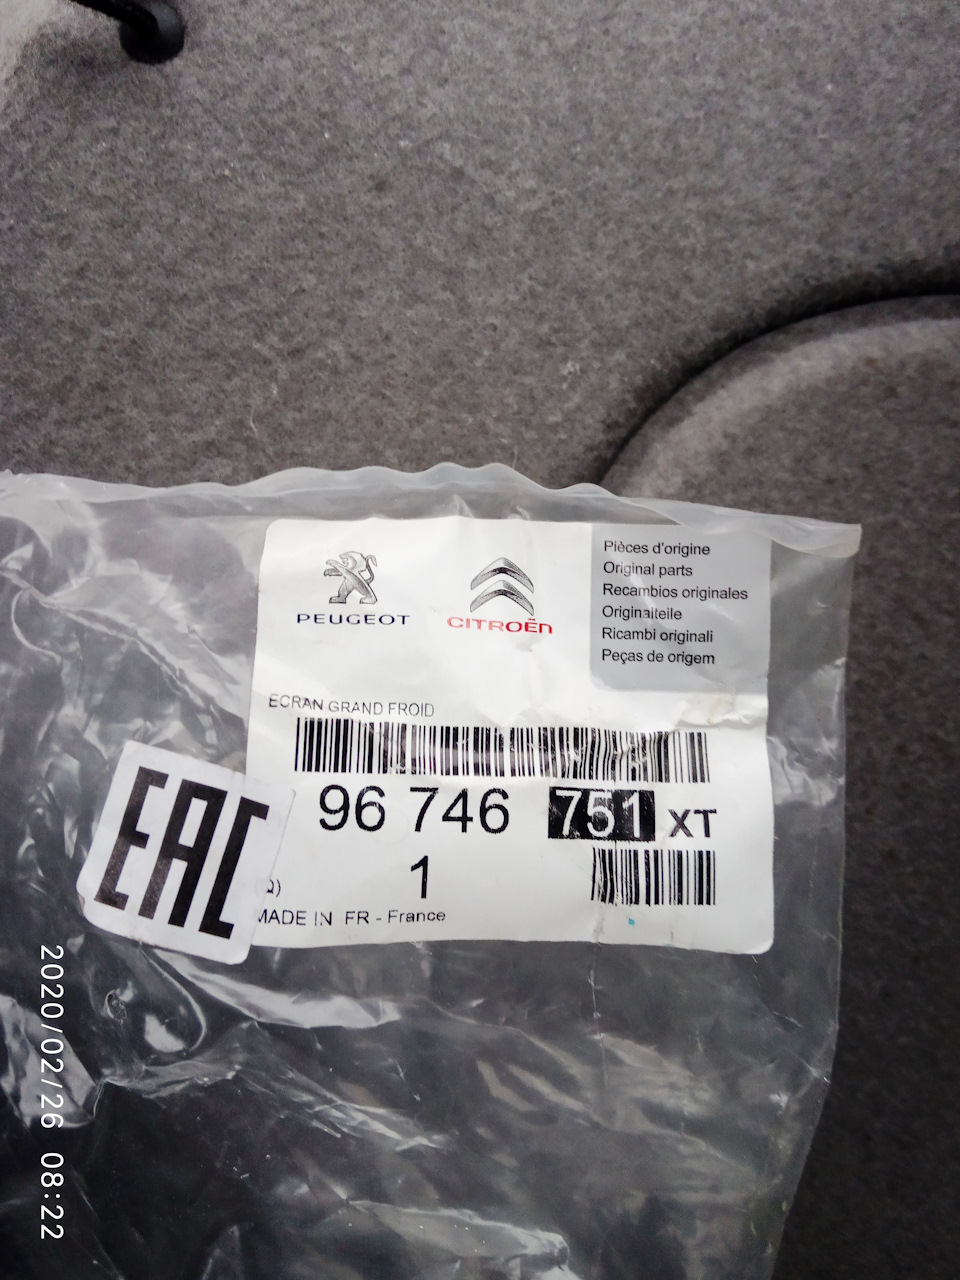 PEUGEOT
CITROËN
Pièces d'origine
Original parts
Recambios originales
Originalteile
Ricambi originali
Peças de origem
ECRAN GRAND FROID
96 746 751 XT
1
EAC
MADE IN FR - France
2020/02/26 08:22